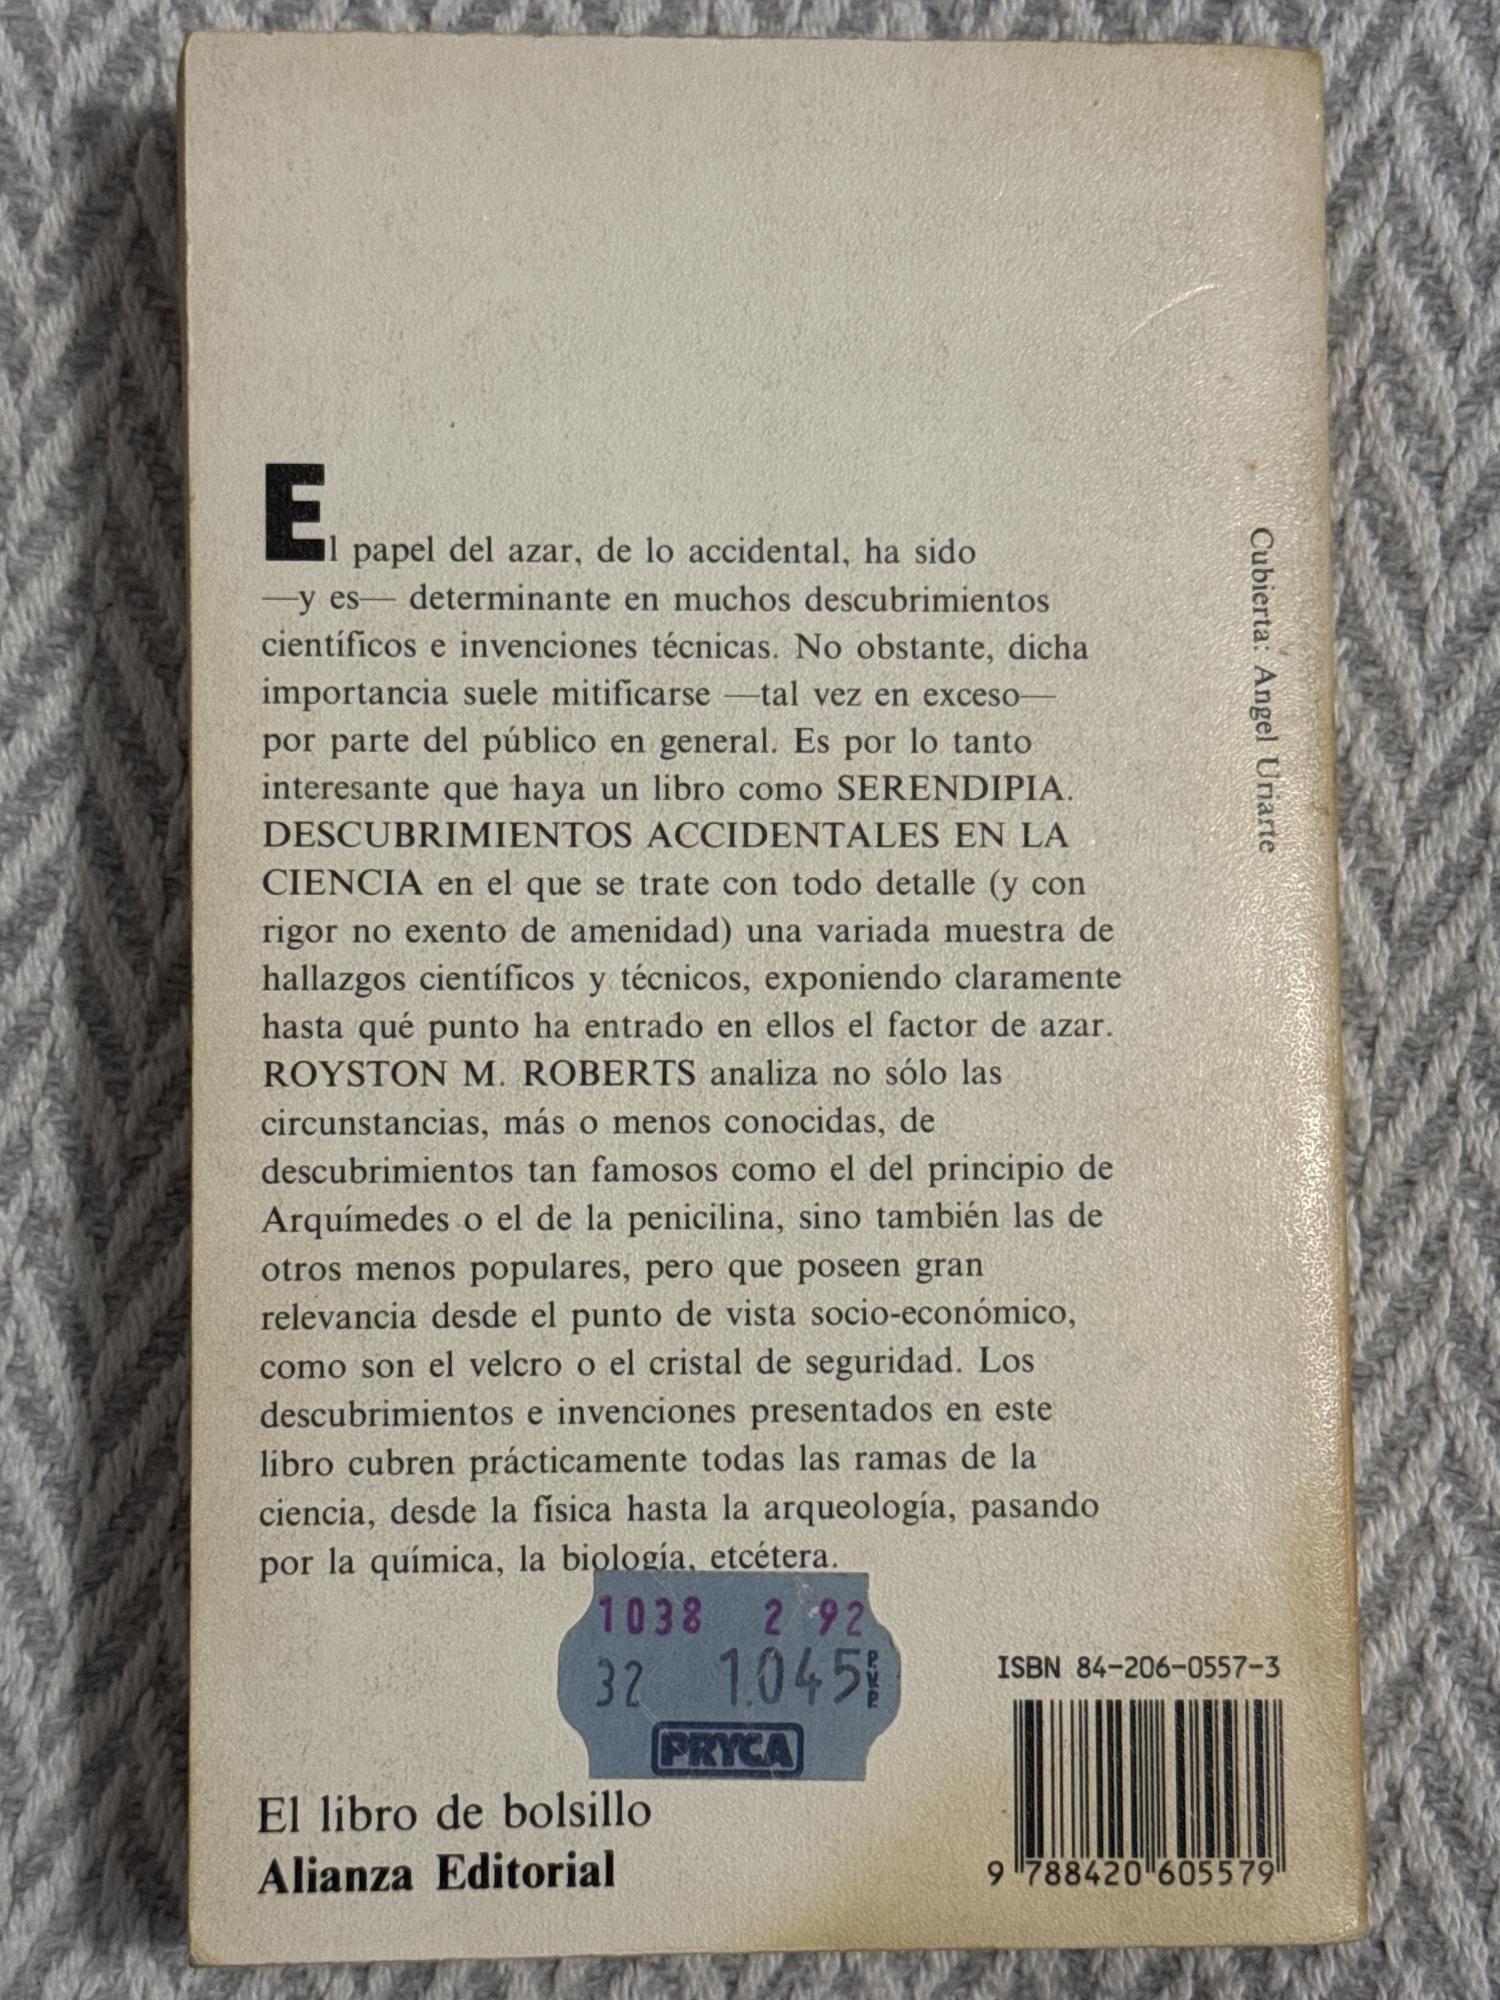 El papel del azar, de lo accidental, ha sido
—y es— determinante en muchos descubrimientos
científicos e invenciones técnicas. No obstante, dicha
importancia suele mitificarse —tal vez en exceso—
por parte del público en general. Es por lo tanto
interesante que haya un libro como SERENDIPIA.
DESCUBRIMIENTOS ACCIDENTALES EN LA
CIENCIA en el que se trate con todo detalle (y con
rigor no exento de amenidad) una variada muestra de
hallazgos científicos y técnicos, exponiendo claramente
hasta qué punto ha entrado en ellos el factor de azar.
ROYSTON M. ROBERTS analiza no sólo las
circunstancias, más o menos conocidas, de
descubrimientos tan famosos como el del principio de
Arquímedes o el de la penicilina, sino también las de
otros menos populares, pero que poseen gran
relevancia desde el punto de vista socio-económico,
como son el velcro o el cristal de seguridad. Los
descubrimientos e invenciones presentados en este
libro cubren prácticamente todas las ramas de la
ciencia, desde la física hasta la arqueología, pasando
por la química, la biología, etcétera.
Cubierta: Angel Uriarte
1038 2 92
32 1.045 PVP
PRYCA
ISBN 84-206-0557-3
9 788420 605579
El libro de bolsillo
Alianza Editorial